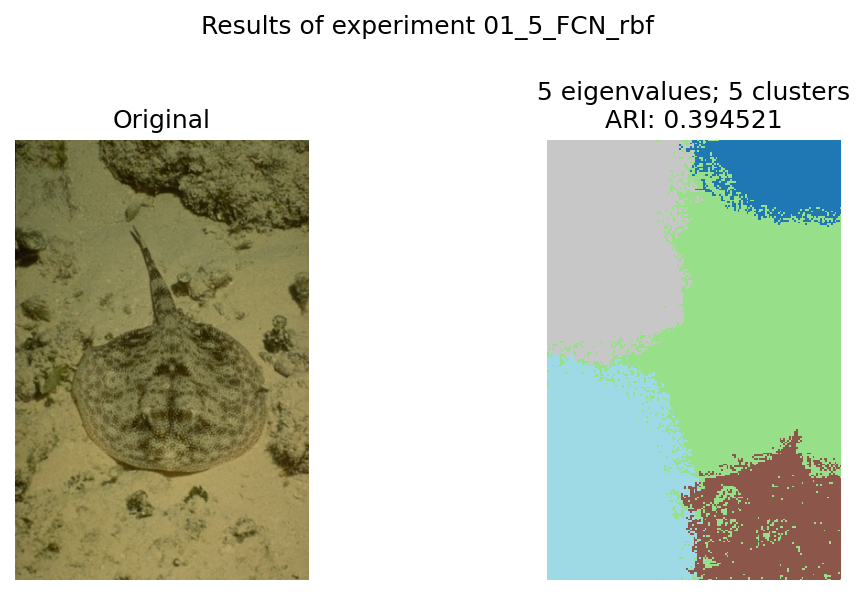 Results of experiment 01_5_FCN_rbf
Original
5 eigenvalues; 5 clusters
ARI: 0.394521